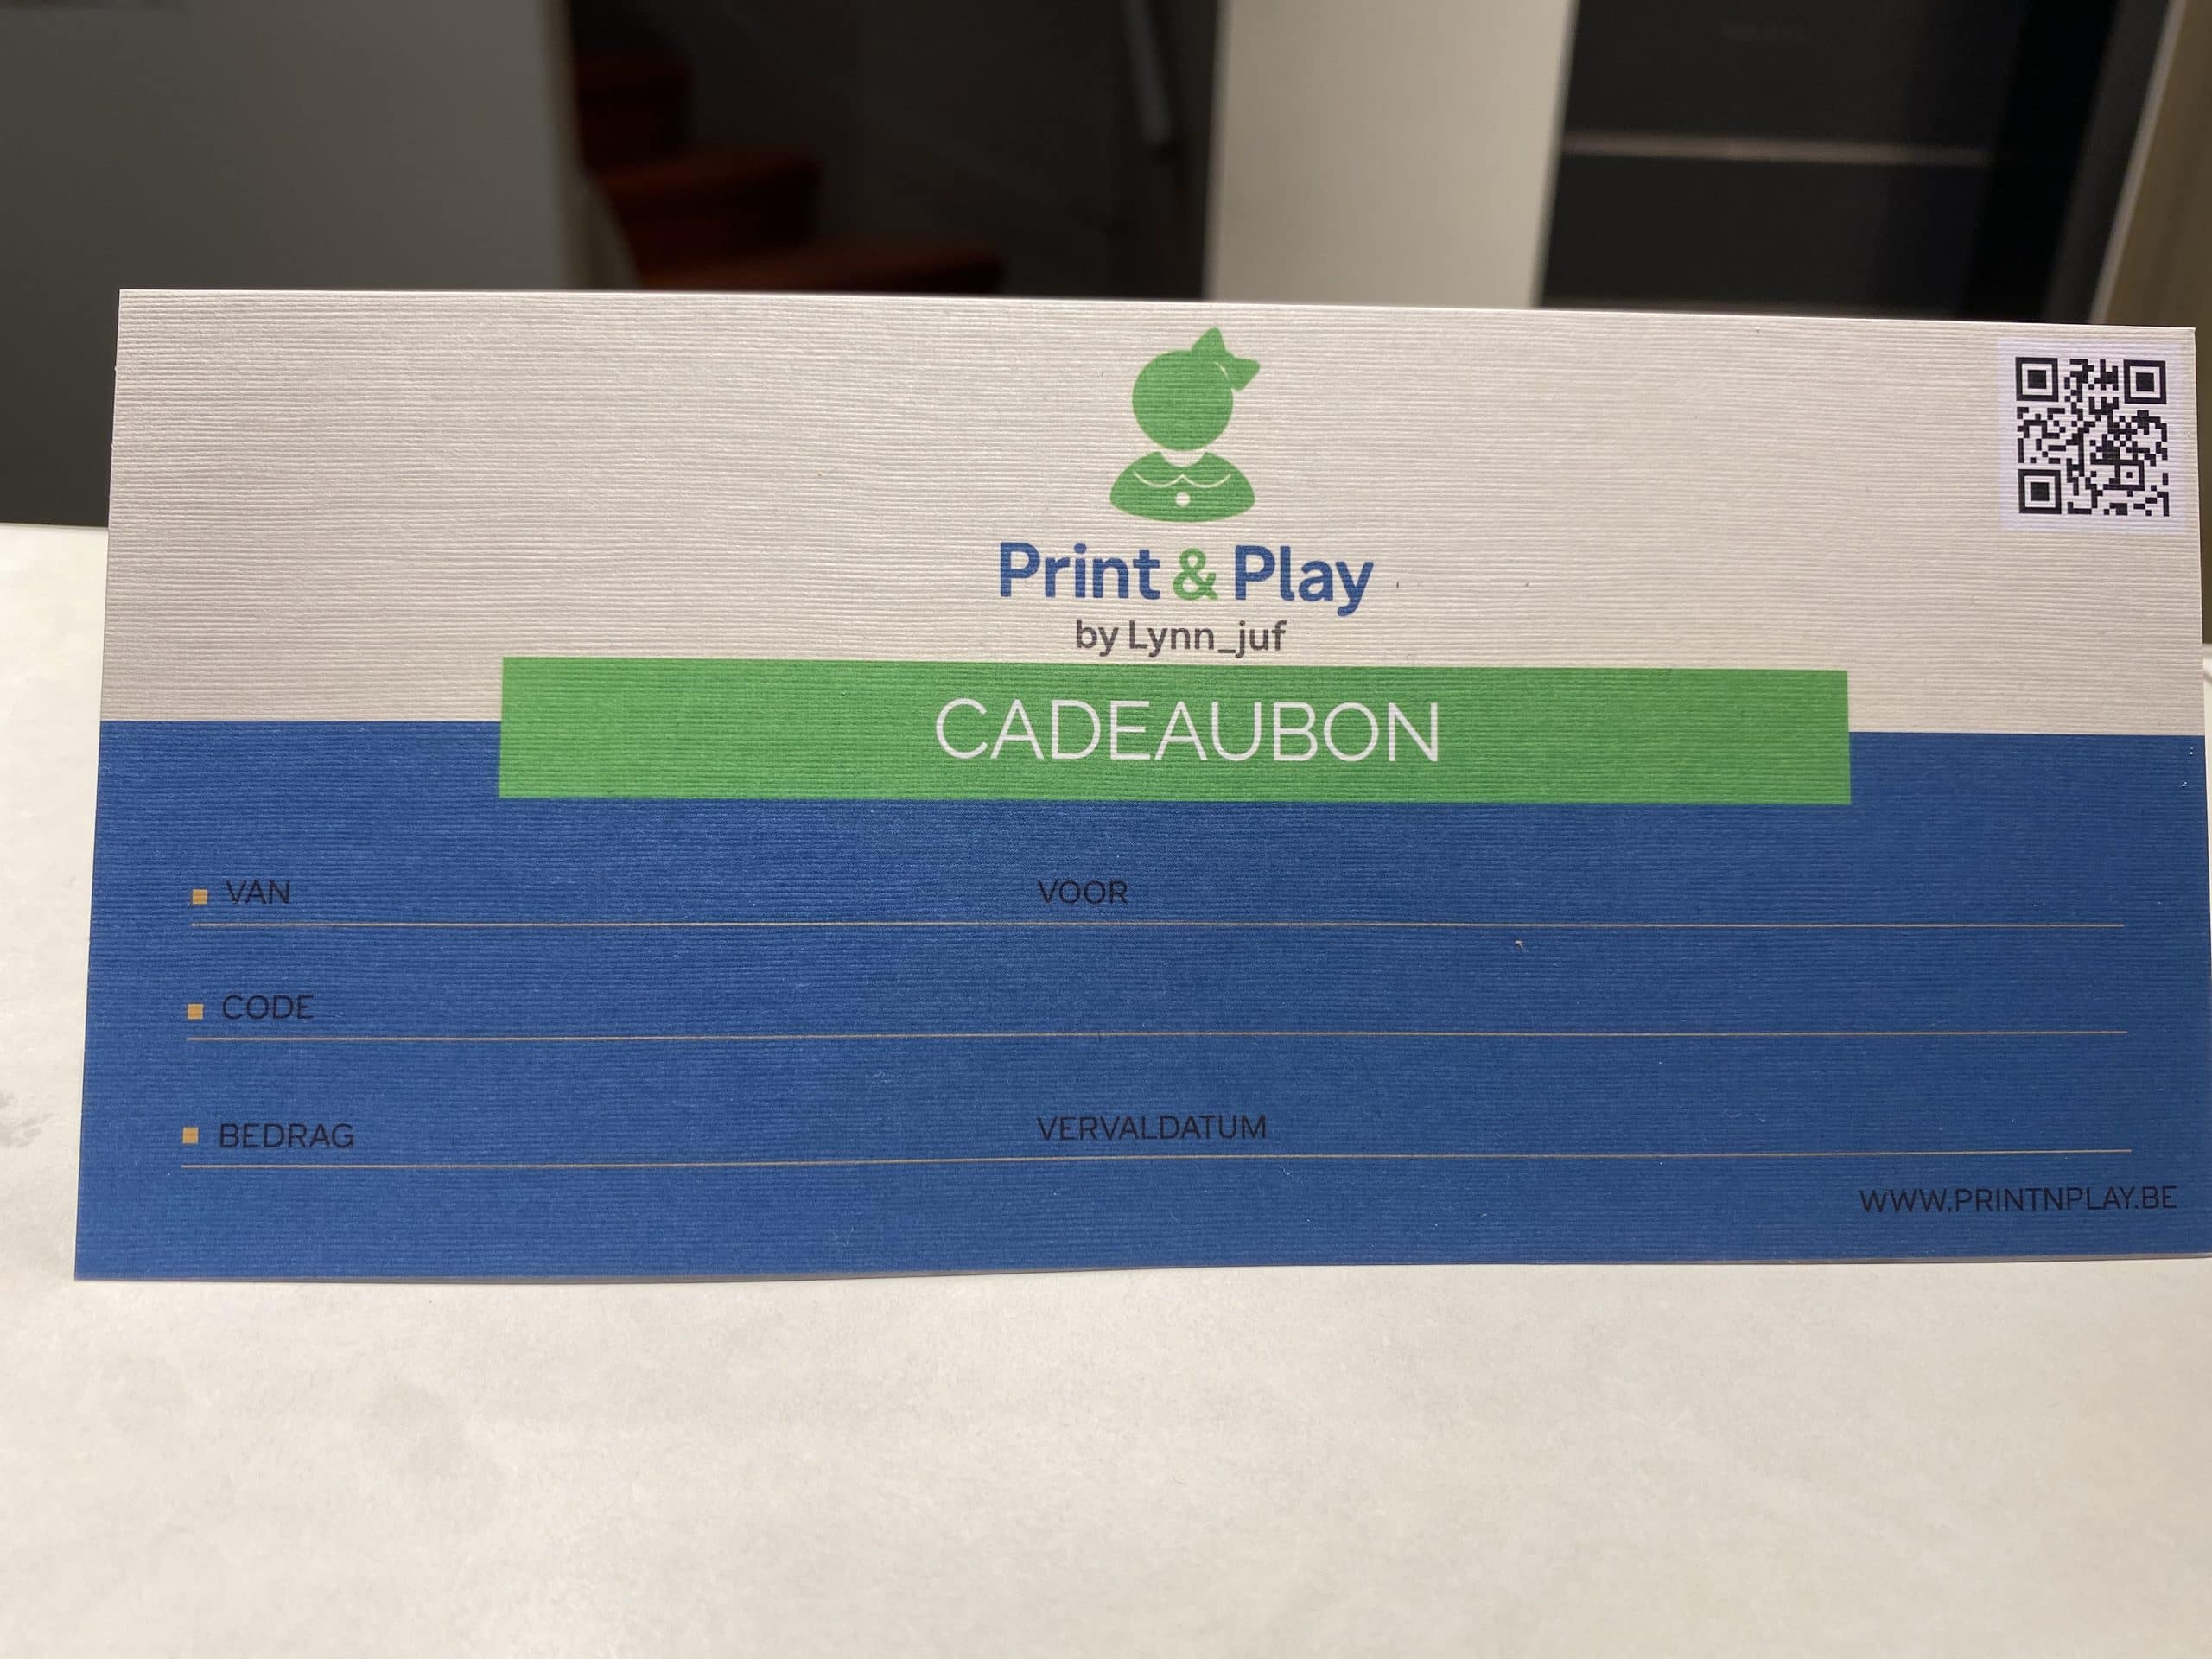 Print & Play
by Lynn_juf
CADEAUBON
VAN VOOR
CODE
BEDRAG VERVALDATUM
WWW.PRINTNPLAY.BE